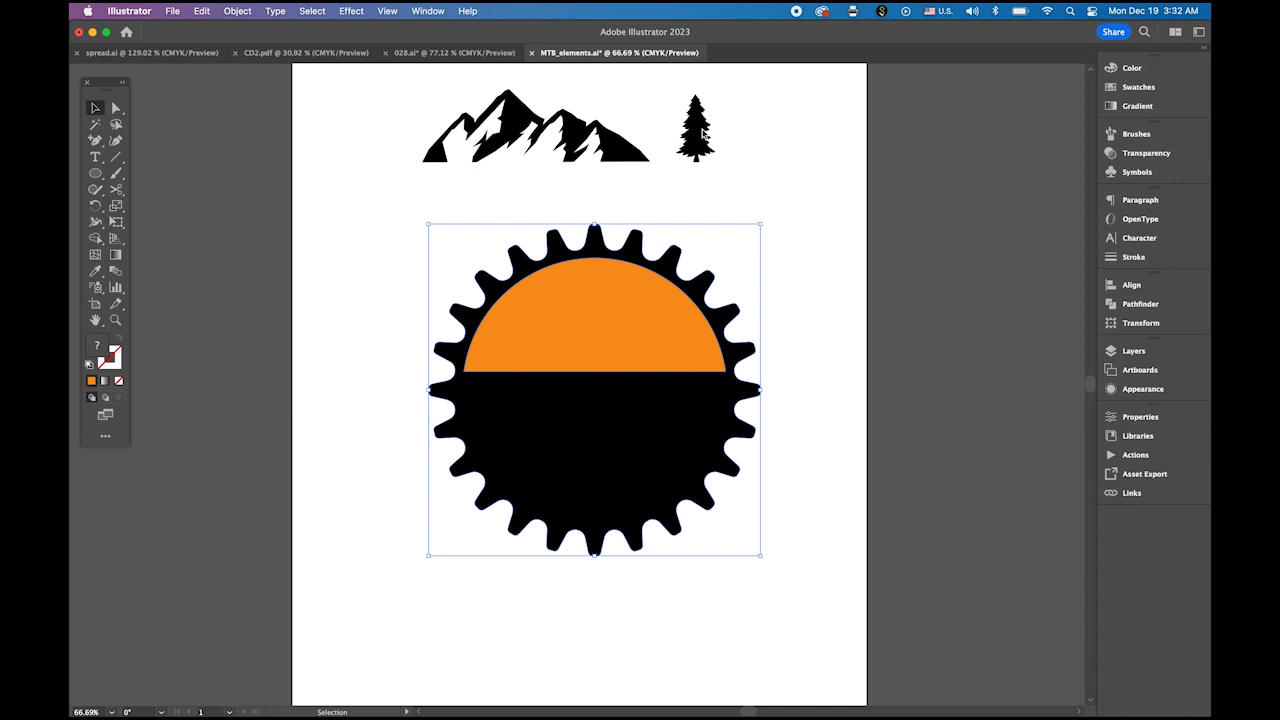 Illustrator File Edit Object Type Select Effect View Window Help U.S. Mon Dec 19 3:32 AM
Adobe Illustrator 2023 Share
spread.ai @ 129.02 % (CMYK/Preview) CD2.pdf @ 30.92 % (CMYK/Preview) 028.ai* @ 77.12 % (CMYK/Preview) MTB_elements.ai* @ 66.69 % (CMYK/Preview)
Color
Swatches
Gradient
Brushes
Transparency
Symbols
Paragraph
OpenType
Character
Stroke
Align
Pathfinder
Transform
?
Layers
Artboards
Appearance
Properties
Libraries
Actions
Asset Export
Links
66.69% 0° 1 Selection